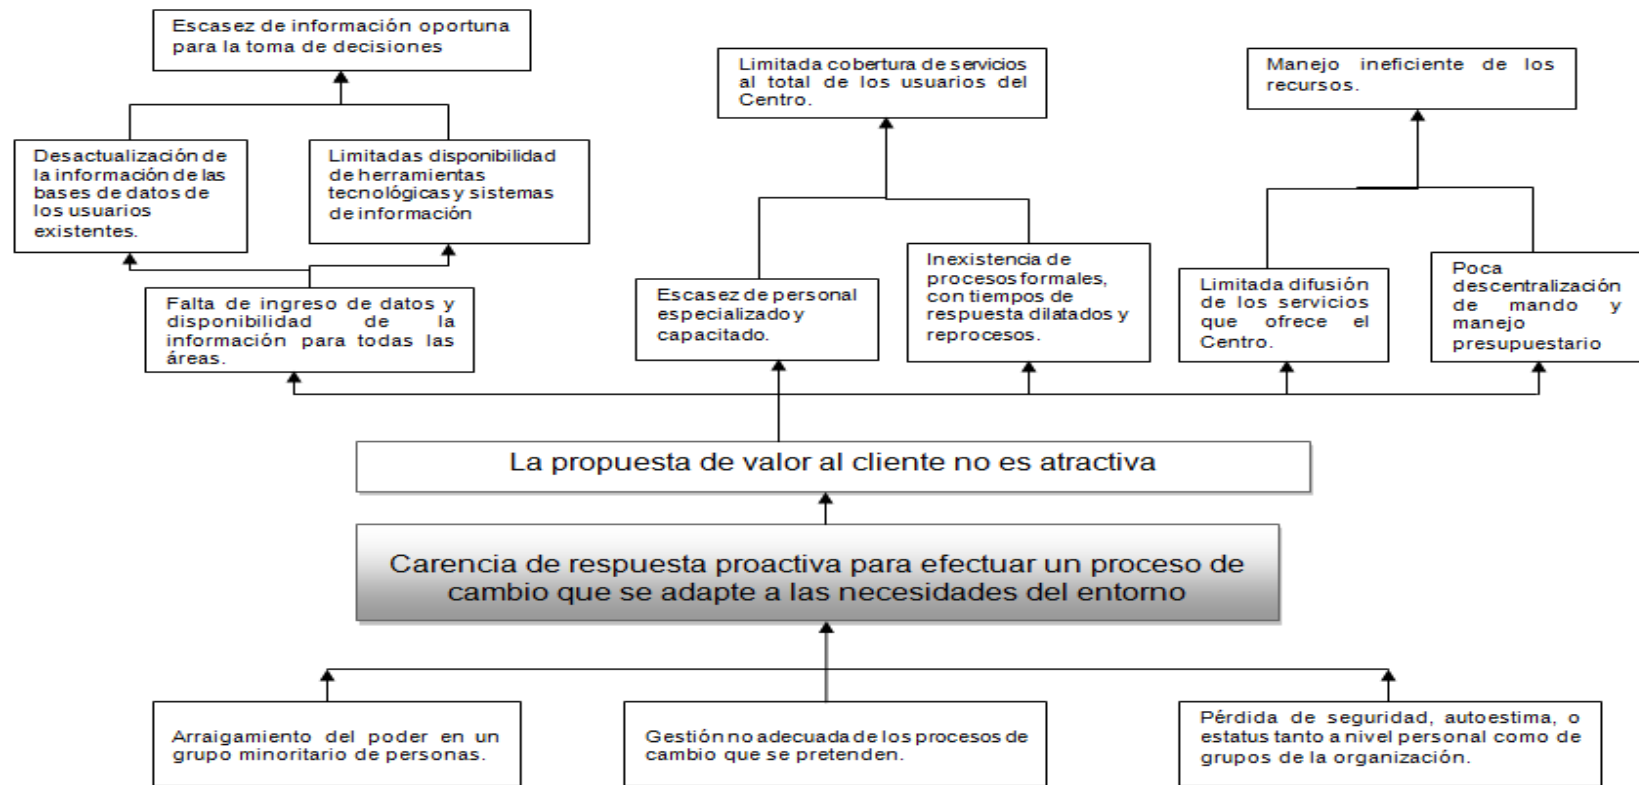 Escasez de información oportuna
para la toma de decisiones
Limitada cobertura de servicios
al total de los usuarios del
Centro.
Manejo ineficiente de los
recursos.
Desactualización de
la información de las
bases de datos de
los usuarios
existentes.
Limitadas disponibilidad
de herramientas
tecnológicas y sistemas
de información
Falta de ingreso de datos y
disponibilidad de la
información para todas las
áreas.
Escasez de personal
especializado y
capacitado.
Inexistencia de
procesos formales,
con tiempos de
respuesta dilatados y
reprocesos.
Limitada difusión
de los servicios
que ofrece el
Centro.
Poca
descentralización
de mando y
manejo
presupuestario
La propuesta de valor al cliente no es atractiva
Carencia de respuesta proactiva para efectuar un proceso de
cambio que se adapte a las necesidades del entorno
Arraigamiento del poder en un
grupo minoritario de personas.
Gestión no adecuada de los procesos de
cambio que se pretenden.
Pérdida de seguridad, autoestima, o
estatus tanto a nivel personal como de
grupos de la organización.